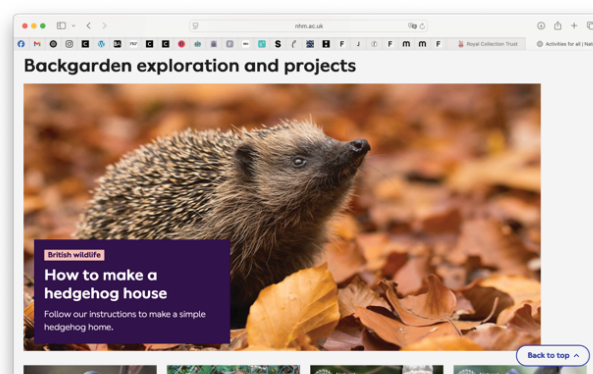 nhm.ac.uk
Royal Collection Trust
Activities for all | Nat
Backgarden exploration and projects
British wildlife
How to make a
hedgehog house
Follow our instructions to make a simple
hedgehog home.
Back to top